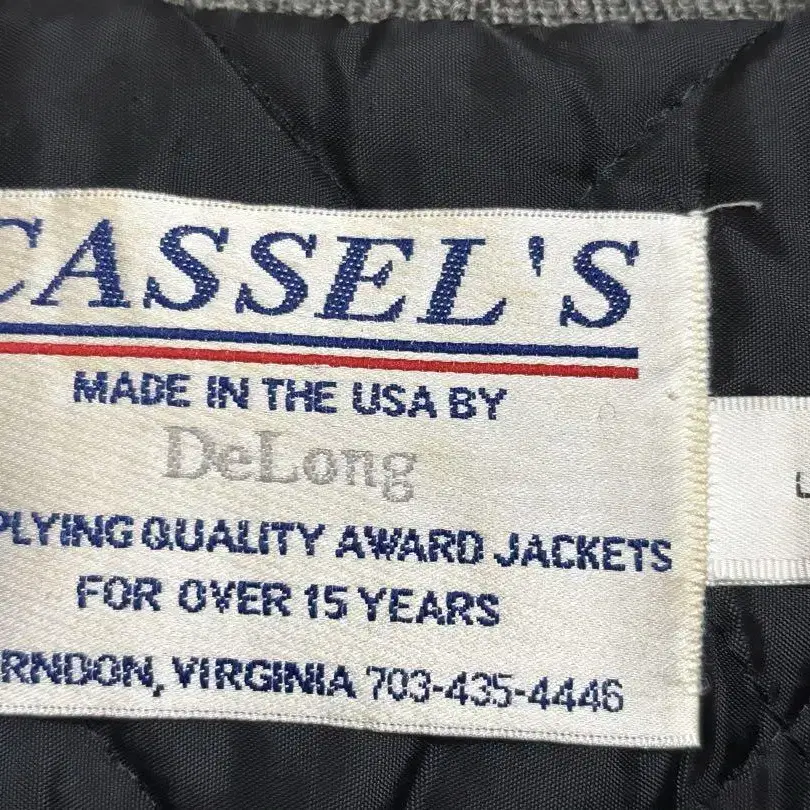 CASSEL'S
MADE IN THE USA BY
DeLong
PLYING QUALITY AWARD JACKETS
FOR OVER 15 YEARS
RNDON, VIRGINIA 703-435-4446